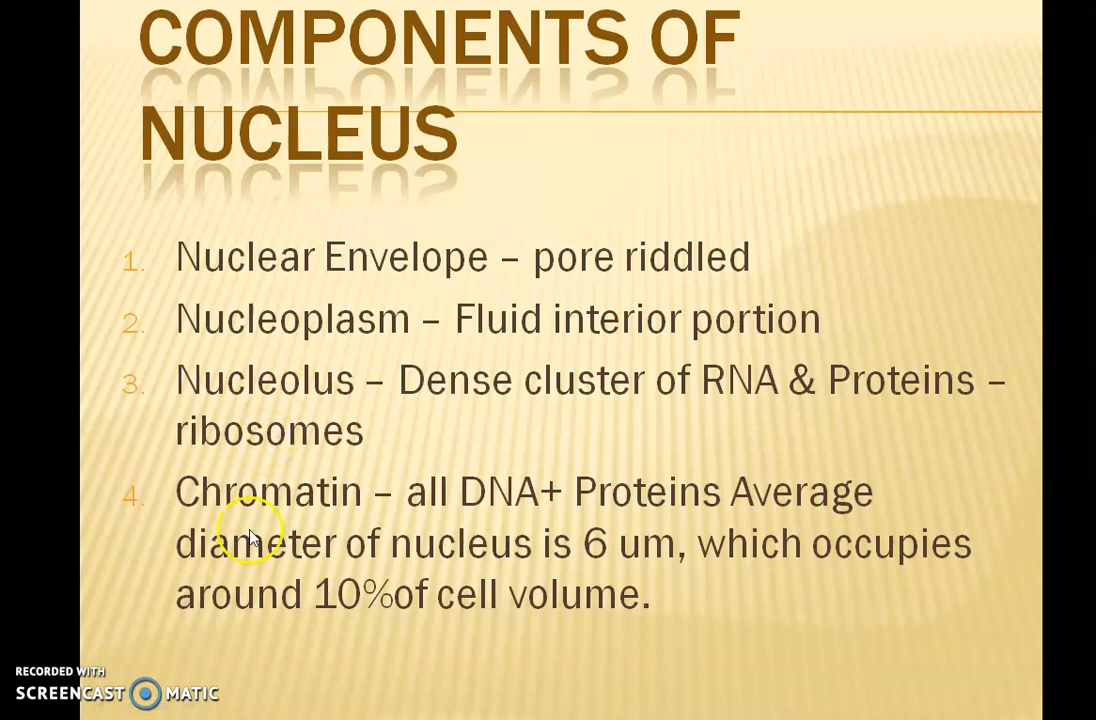 COMPONENTS OF
NUCLEUS
1. Nuclear Envelope – pore riddled
2. Nucleoplasm – Fluid interior portion
3. Nucleolus – Dense cluster of RNA & Proteins –
ribosomes
4. Chromatin – all DNA+ Proteins Average
diameter of nucleus is 6 um, which occupies
around 10%of cell volume.
RECORDED WITH
SCREENCAST MATIC